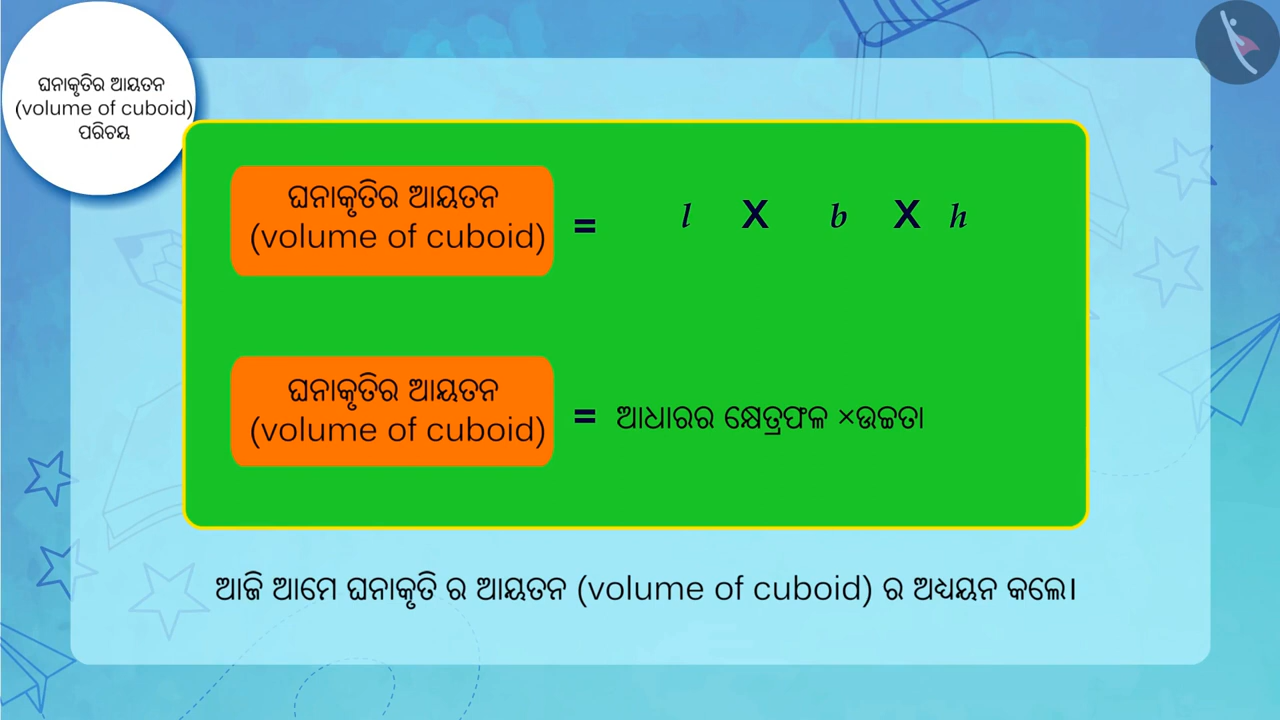 ଘନାକୃତିର ଆୟତନ
(volume of cuboid)
ପରିଚୟ
ଘନାକୃତିର ଆୟତନ
(volume of cuboid)
= l X b X h
ଘନାକୃତିର ଆୟତନ
(volume of cuboid)
= ଆଧାରର କ୍ଷେତ୍ରଫଳ ×ଉଚ୍ଚତା
ଆଜି ଆମେ ଘନାକୃତି ର ଆୟତନ (volume of cuboid) ର ଅଧ୍ୟୟନ କଲେ।